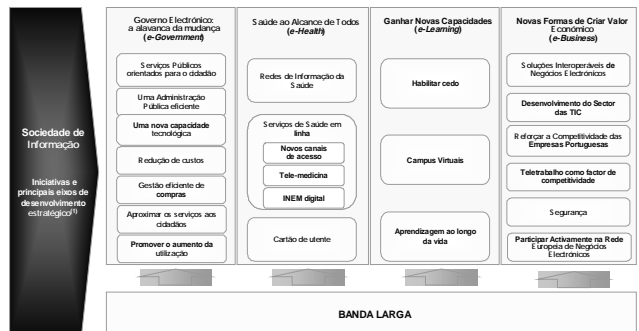 Sociedade de
Informação
Iniciativas e
principais eixos de
desenvolvimento
estratégico(1)
Governo Electrónico:
a alavanca da mudança
(e-Government)
Serviços Públicos
orientados para o cidadão
Uma Administração
Pública eficiente
Uma nova capacidade
tecnológica
Redução de custos
Gestão eficiente de
compras
Aproximar os serviços aos
cidadãos
Promover o aumento da
utilização
Saúde ao Alcance de Todos
(e-Health)
Redes de Informação da
Saúde
Serviços de Saúde em
linha
Novos canais
de acesso
Tele-medicina
INEM digital
Cartão de utente
Ganhar Novas Capacidades
(e-Learning)
Habilitar cedo
Campus Virtuais
Aprendizagem ao longo
da vida
Novas Formas de Criar Valor
Económico
(e-Business)
Soluções Interoperáveis de
Negócios Electrónicos
Desenvolvimento do Sector
das TIC
Reforçar a Competitividade das
Empresas Portuguesas
Teletrabalho como factor de
competitividade
Segurança
Participar Activamente na Rede
Europeia de Negócios
Electrónicos
BANDA LARGA